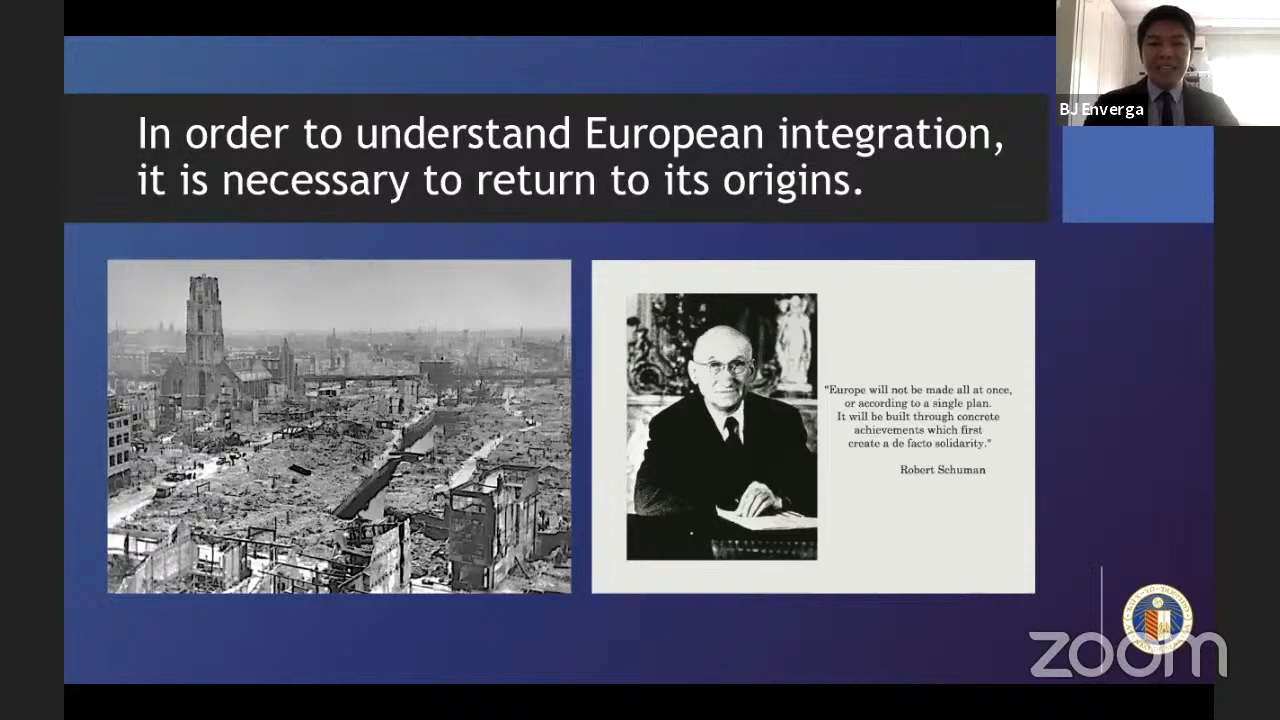 BJ Enverga
In order to understand European integration,
it is necessary to return to its origins.
"Europe will not be made all at once,
or according to a single plan.
It will be built through concrete
achievements which first
create a de facto solidarity."
Robert Schuman
zoom